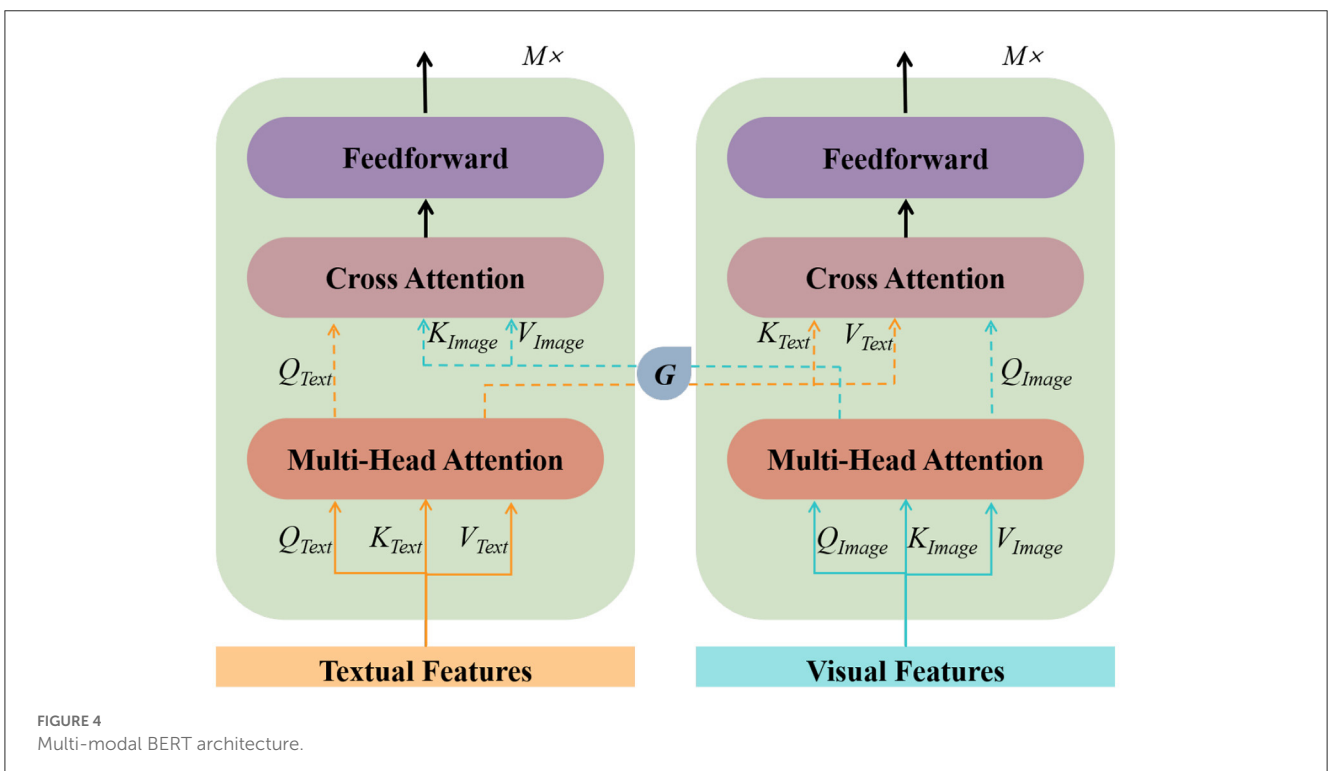 M× M×
Feedforward Feedforward
Cross Attention Cross Attention
K_Image V_Image K_Text V_Text
Q_Text G Q_Image
Multi-Head Attention Multi-Head Attention
Q_Text K_Text V_Text Q_Image K_Image V_Image
Textual Features Visual Features
FIGURE 4
Multi-modal BERT architecture.